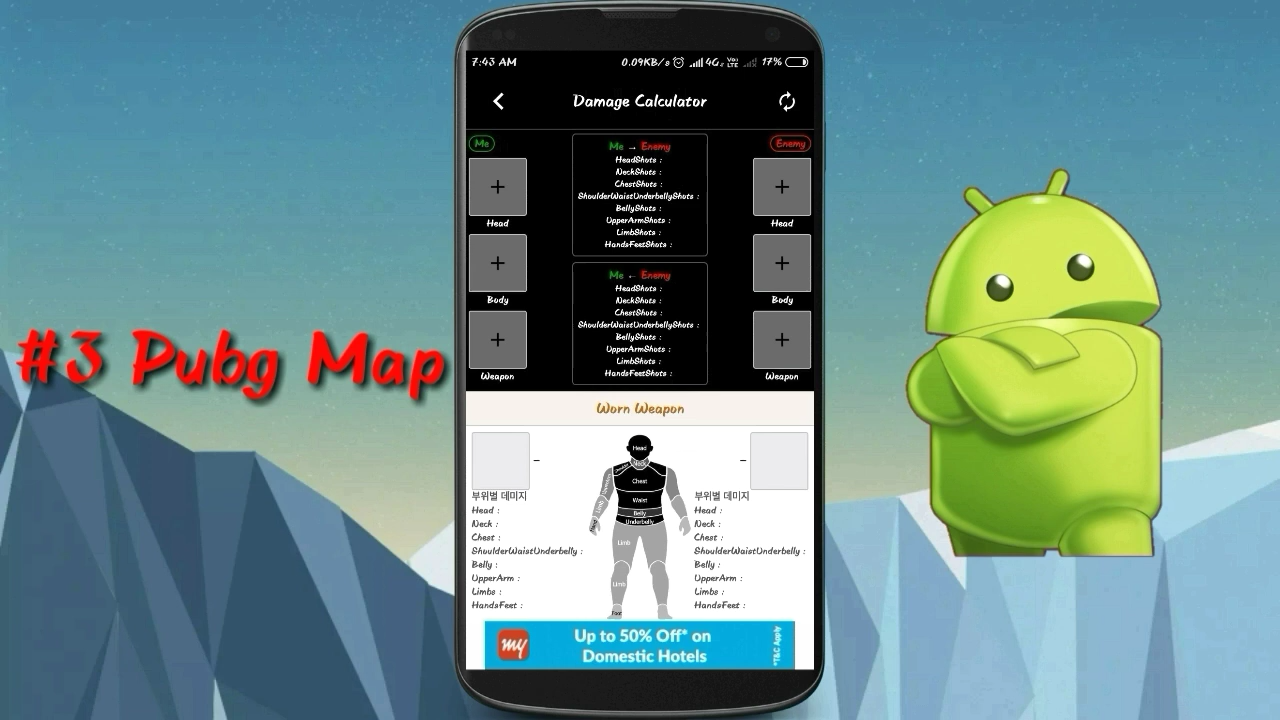 #3 Pubg Map
7:43 AM
0.09KB/s 4G VoLTE 17%
Damage Calculator
Me
Me → Enemy
HeadShots :
NeckShots :
ChestShots :
ShoulderWaistUnderbellyShots :
BellyShots :
UpperArmShots :
LimbShots :
HandsFeetShots :
Enemy
+
Head
+
Body
+
Weapon
Me ← Enemy
HeadShots :
NeckShots :
ChestShots :
ShoulderWaistUnderbellyShots :
BellyShots :
UpperArmShots :
LimbShots :
HandsFeetShots :
+
Head
+
Body
+
Weapon
Worn Weapon
-
부위별 데미지
Head :
Neck :
Chest :
ShoulderWaistUnderbelly :
Belly :
UpperArm :
Limbs :
HandsFeet :
Head
Neck
Chest
Waist
Belly
Underbelly
Limb
Limb
Limb
Foot
-
부위별 데미지
Head :
Neck :
Chest :
ShoulderWaistUnderbelly :
Belly :
UpperArm :
Limbs :
HandsFeet :
my
Up to 50% Off* on
Domestic Hotels
*T&C Apply